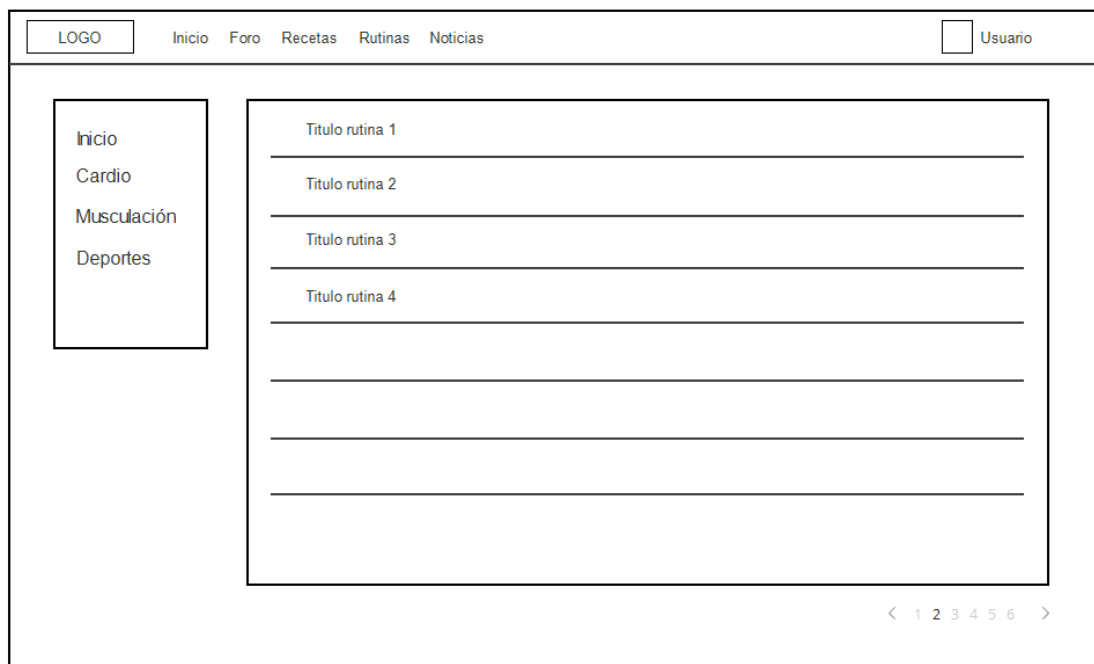 LOGO Inicio Foro Recetas Rutinas Noticias Usuario
Inicio
Cardio
Musculación
Deportes
Titulo rutina 1
Titulo rutina 2
Titulo rutina 3
Titulo rutina 4
< 1 2 3 4 5 6 >